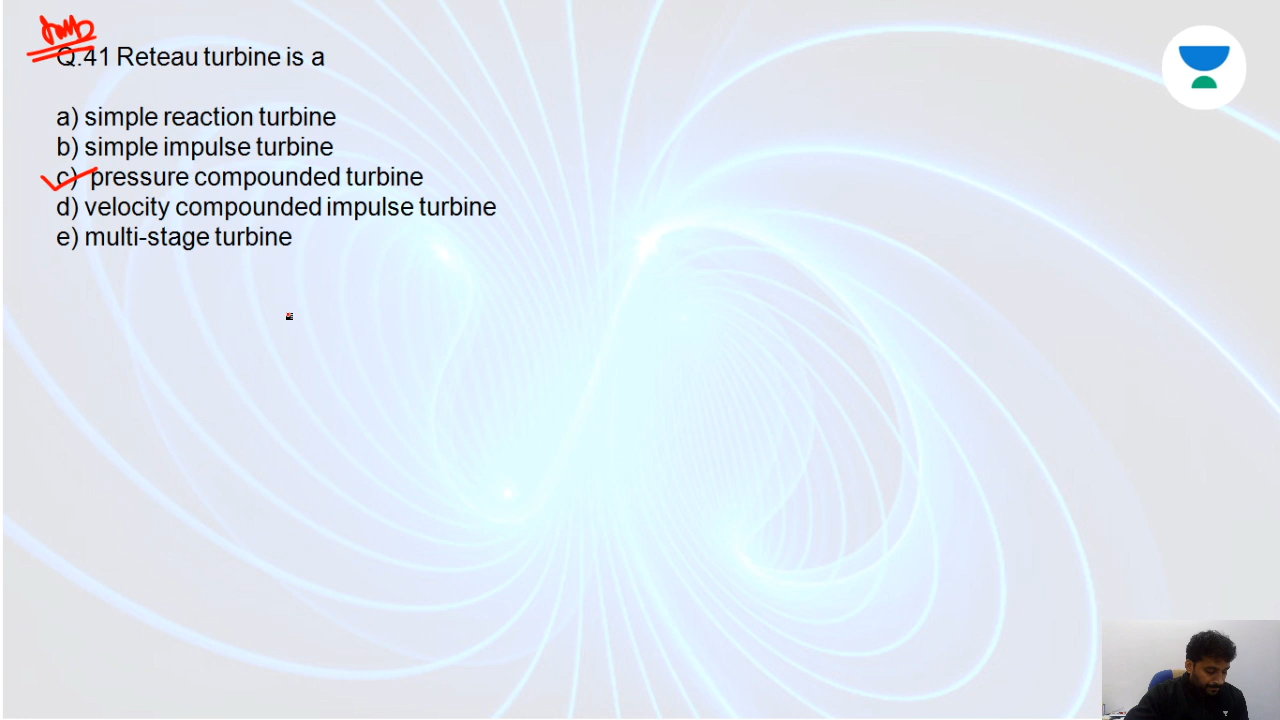 Imp
Q.41 Reteau turbine is a
a) simple reaction turbine
b) simple impulse turbine
c) pressure compounded turbine
d) velocity compounded impulse turbine
e) multi-stage turbine